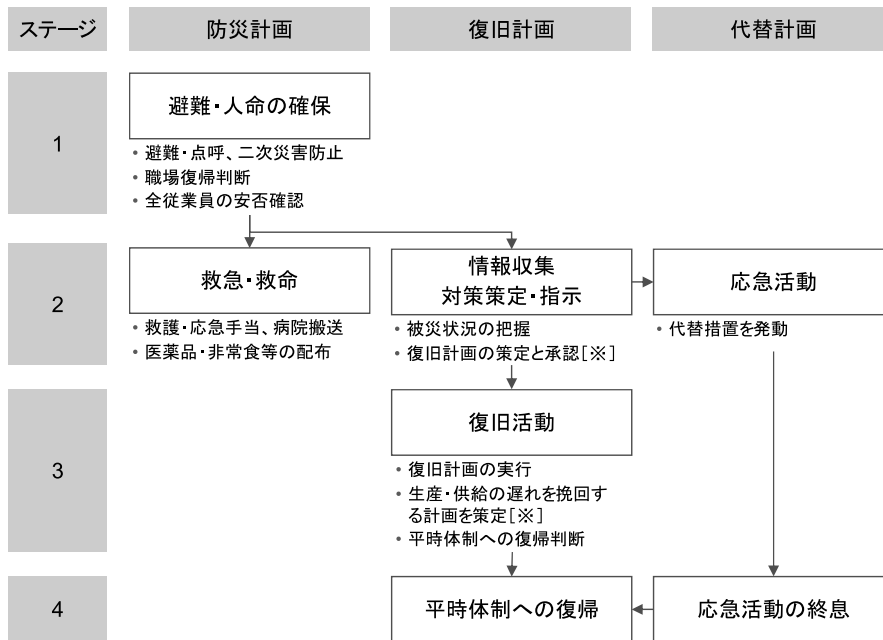 ステージ
防災計画
復旧計画
代替計画
1
避難・人命の確保
• 避難・点呼、二次災害防止
• 職場復帰判断
• 全従業員の安否確認
2
救急・救命
• 救護・応急手当、病院搬送
• 医薬品・非常食等の配布
情報収集
対策策定・指示
• 被災状況の把握
• 復旧計画の策定と承認[※]
応急活動
• 代替措置を発動
3
復旧活動
• 復旧計画の実行
• 生産・供給の遅れを挽回す
る計画を策定[※]
• 平時体制への復帰判断
4
平時体制への復帰
応急活動の終息